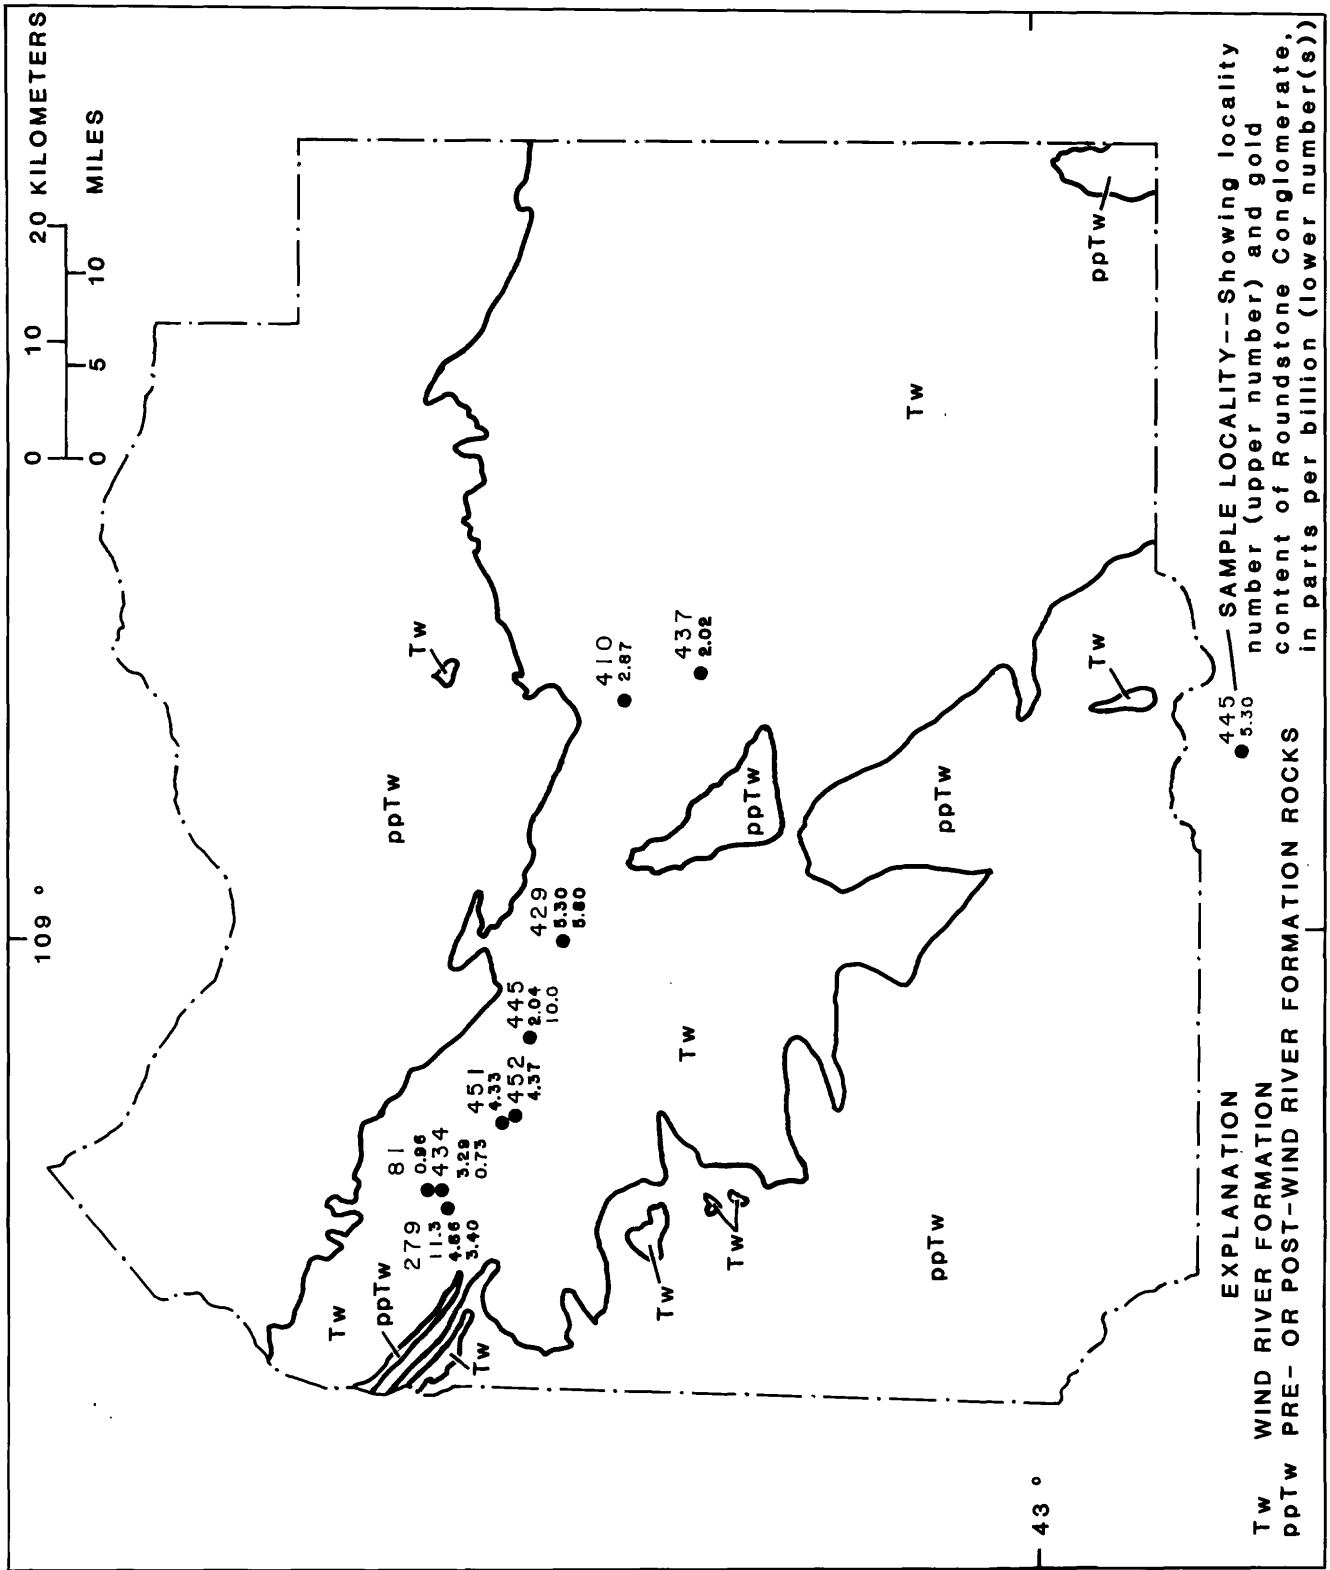 0 10 20 KILOMETERS
0 5 10 MILES
109 °
Tw
ppTw
Tw
ppTw
Tw
279
11.3
4.66
3.40
81
0.96
434
3.29
0.73
451
4.33
452
4.37
445
2.04
10.0
429
5.30
5.80
410
2.87
437
2.02
ppTw
Tw
Tw
Tw
Tw
Tw
ppTw
ppTw
Tw
ppTw
43 °
EXPLANATION
Tw WIND RIVER FORMATION
ppTw PRE- OR POST-WIND RIVER FORMATION ROCKS
445
5.30
SAMPLE LOCALITY--Showing locality
number (upper number) and gold
content of Roundstone Conglomerate,
in parts per billion (lower number(s))